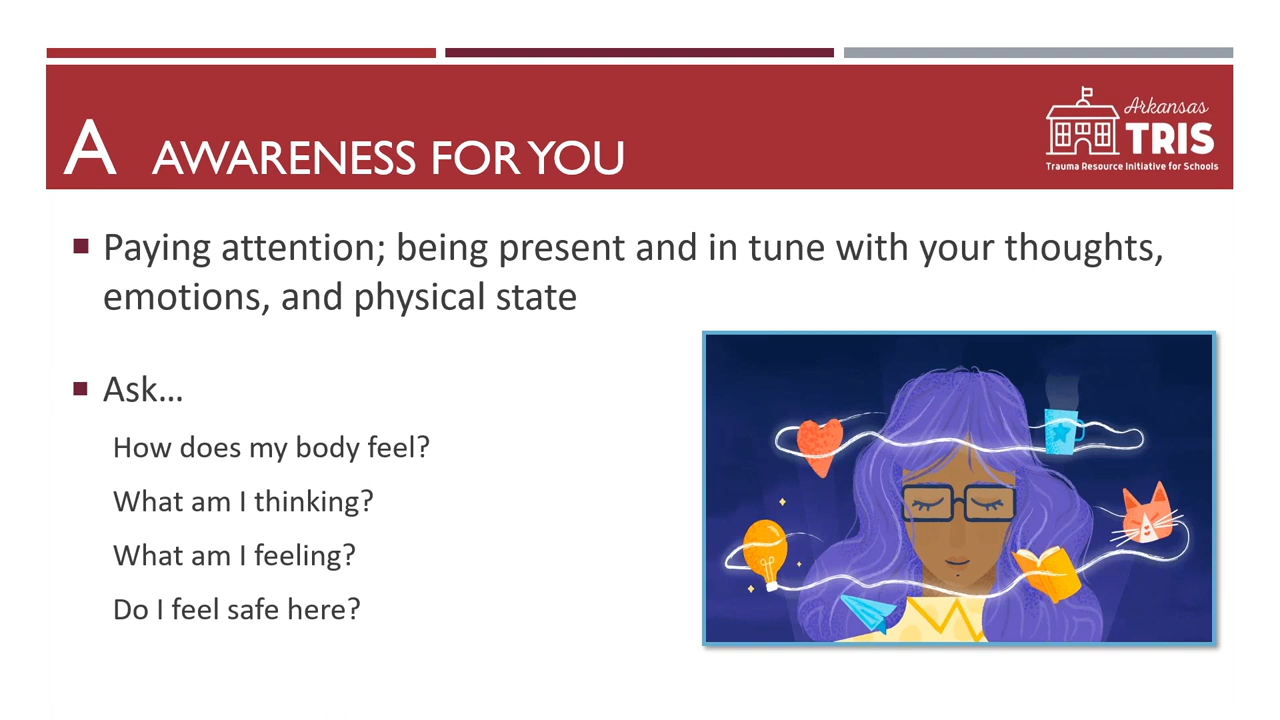 A AWARENESS FOR YOU
Arkansas
TRIS
Trauma Resource Initiative for Schools
Paying attention; being present and in tune with your thoughts,
emotions, and physical state
Ask...
How does my body feel?
What am I thinking?
What am I feeling?
Do I feel safe here?